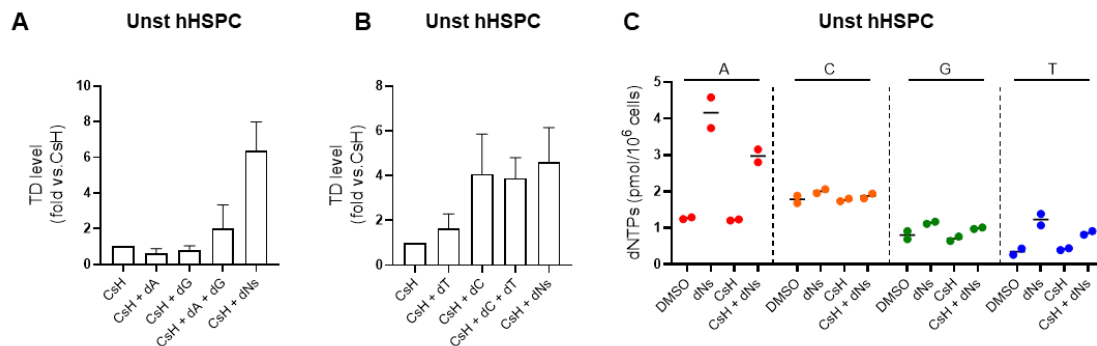 A
Unst hHSPC
TD level
(fold vs.CsH)
10
8
6
4
2
0
CsH
CsH + dA
CsH + dG
CsH + dA + dG
CsH + dNs
B
Unst hHSPC
TD level
(fold vs.CsH)
8
6
4
2
0
CsH
CsH + dT
CsH + dC
CsH + dC + dT
CsH + dNs
C
Unst hHSPC
A
C
G
T
dNTPs (pmol/10⁶ cells)
5
4
3
2
1
0
DMSO
dNs
CsH
CsH + dNs
DMSO
dNs
CsH
CsH + dNs
DMSO
dNs
CsH
CsH + dNs
DMSO
dNs
CsH
CsH + dNs